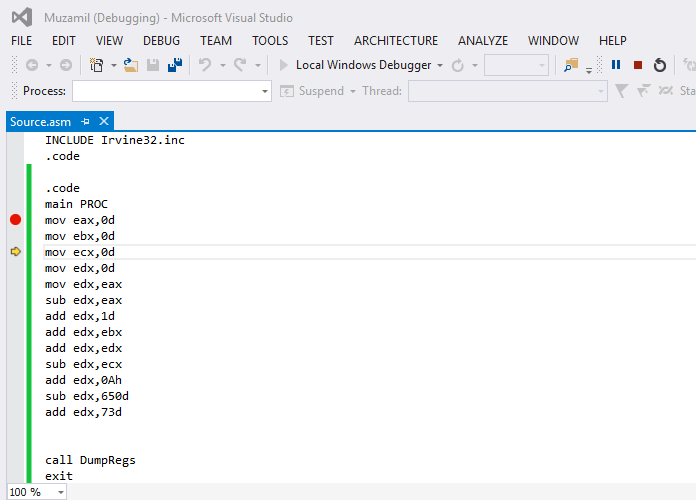 Muzamil (Debugging) - Microsoft Visual Studio
FILE EDIT VIEW DEBUG TEAM TOOLS TEST ARCHITECTURE ANALYZE WINDOW HELP
Local Windows Debugger
Process: Suspend Thread: Sta
Source.asm
INCLUDE Irvine32.inc
.code
.code
main PROC
mov eax,0d
mov ebx,0d
mov ecx,0d
mov edx,0d
mov edx,eax
sub edx,eax
add edx,1d
add edx,ebx
add edx,edx
sub edx,ecx
add edx,0Ah
sub edx,650d
add edx,73d
call DumpRegs
exit
100 %